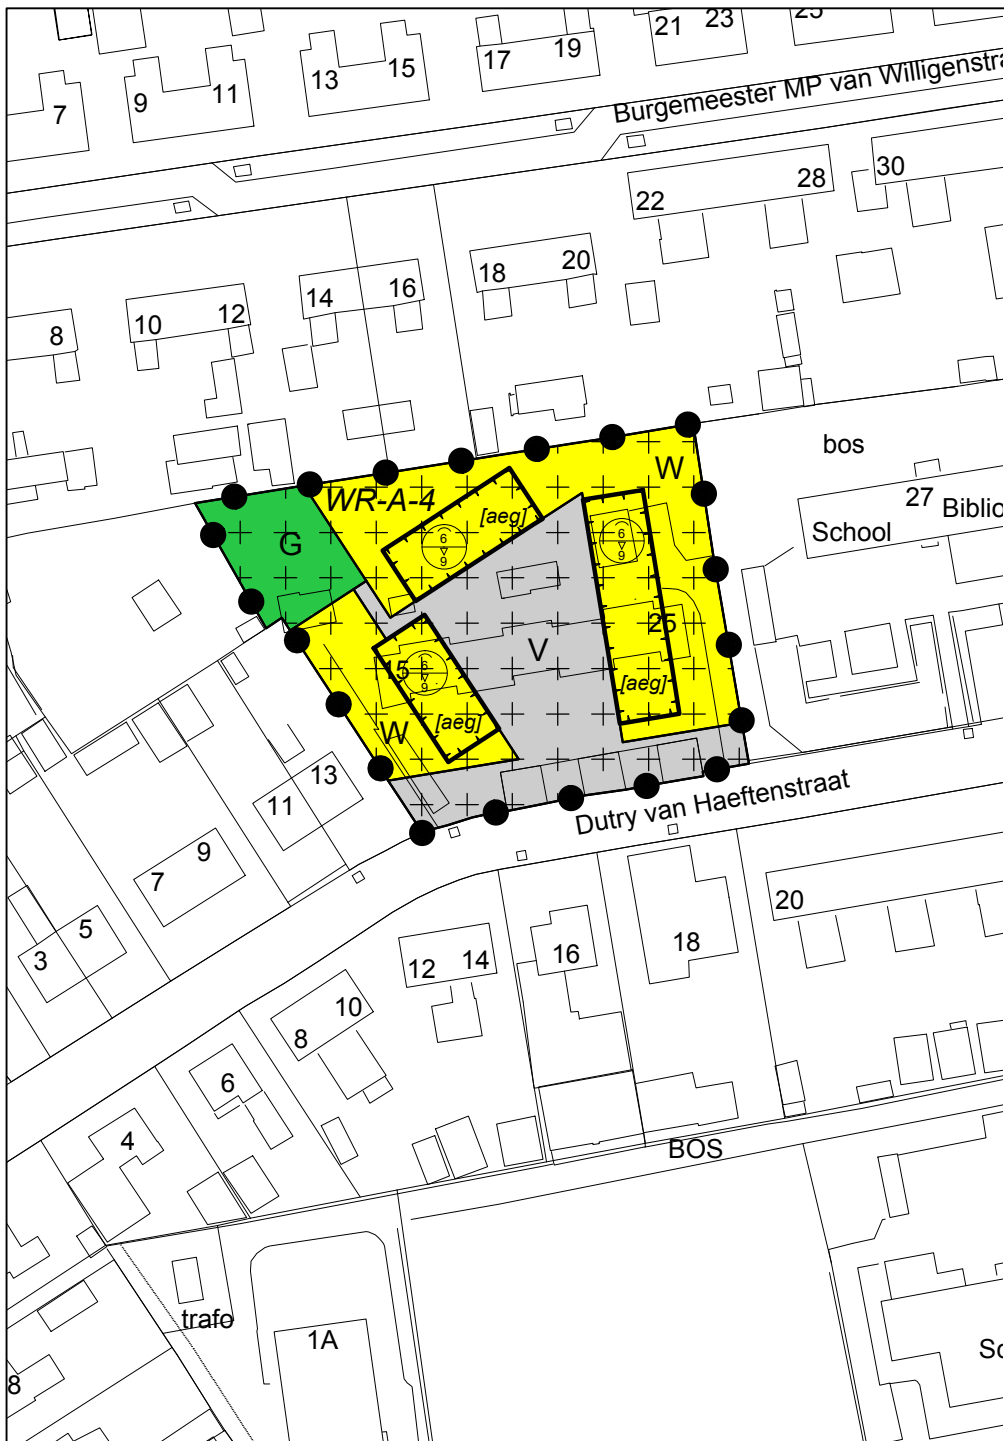 25
21 23
17 19
13 15
9 11
7
Burgemeester MP van Willigenstra
30
22 28
18 20
14 16
10 12
8
bos
W
27 Biblio
School
WR-A-4
[aeg]
6
9
6
9
G
V
25
15
6
9
[aeg]
[aeg]
W
13
11
Dutry van Haeftenstraat
9
7
20
5
3
18
16
12 14
10
8
6
4
BOS
trafo
1A
Sc
8